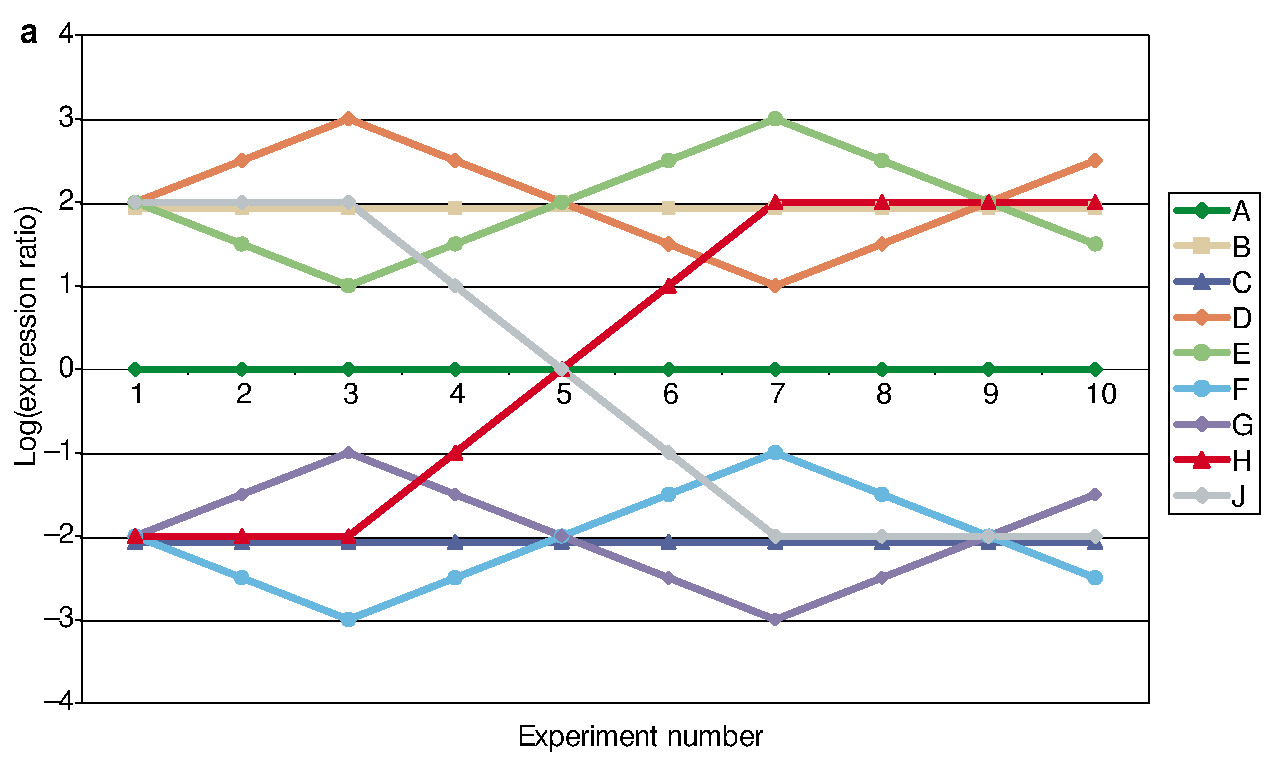 a
4
3
2
1
0
–1
–2
–3
–4
Log(expression ratio)
1 2 3 4 5 6 7 8 9 10
Experiment number
A
B
C
D
E
F
G
H
J